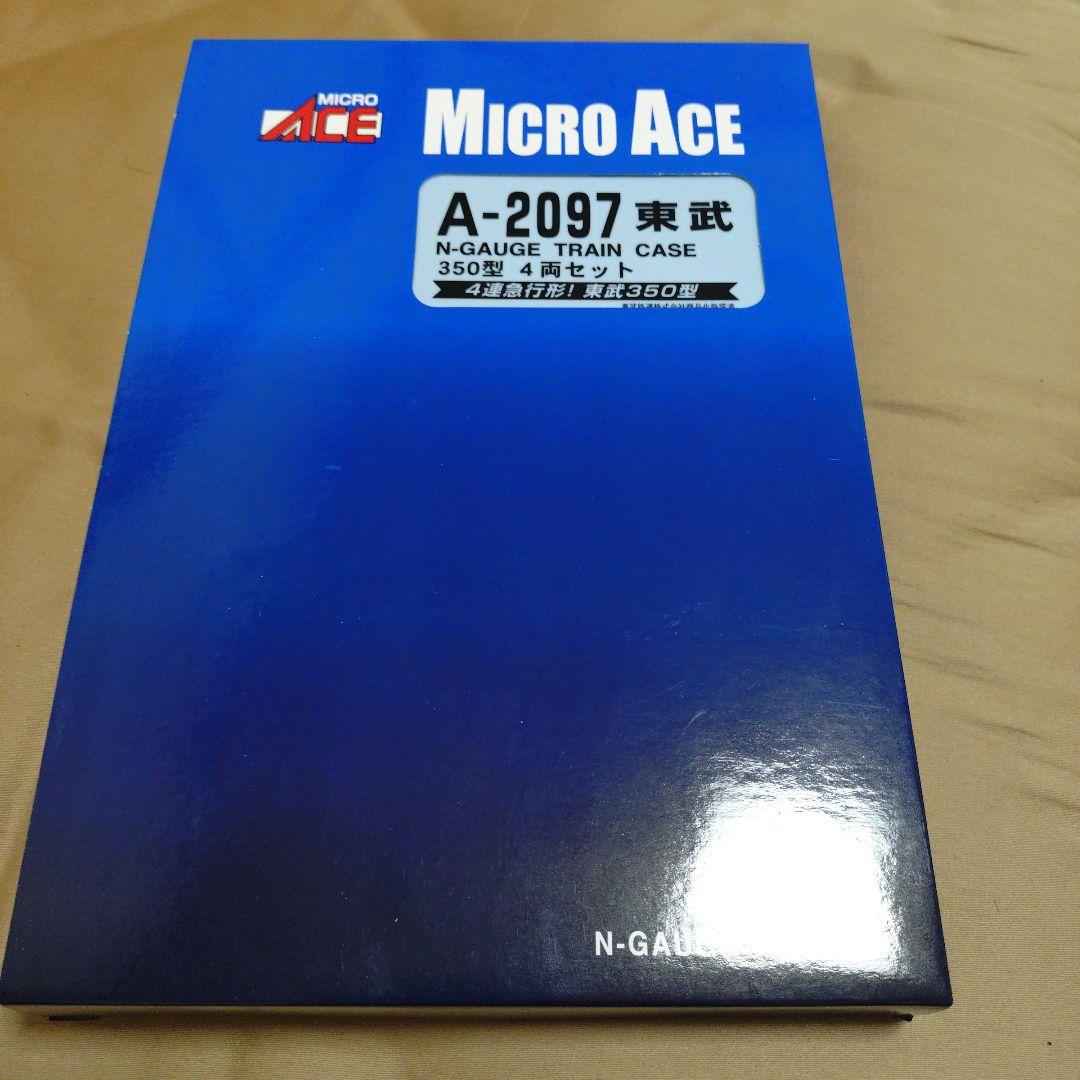 MICRO
ACE
MICRO ACE
A-2097 東武
N-GAUGE TRAIN CASE
350型 4両セット
4連急行形! 東武350型
N-GAU